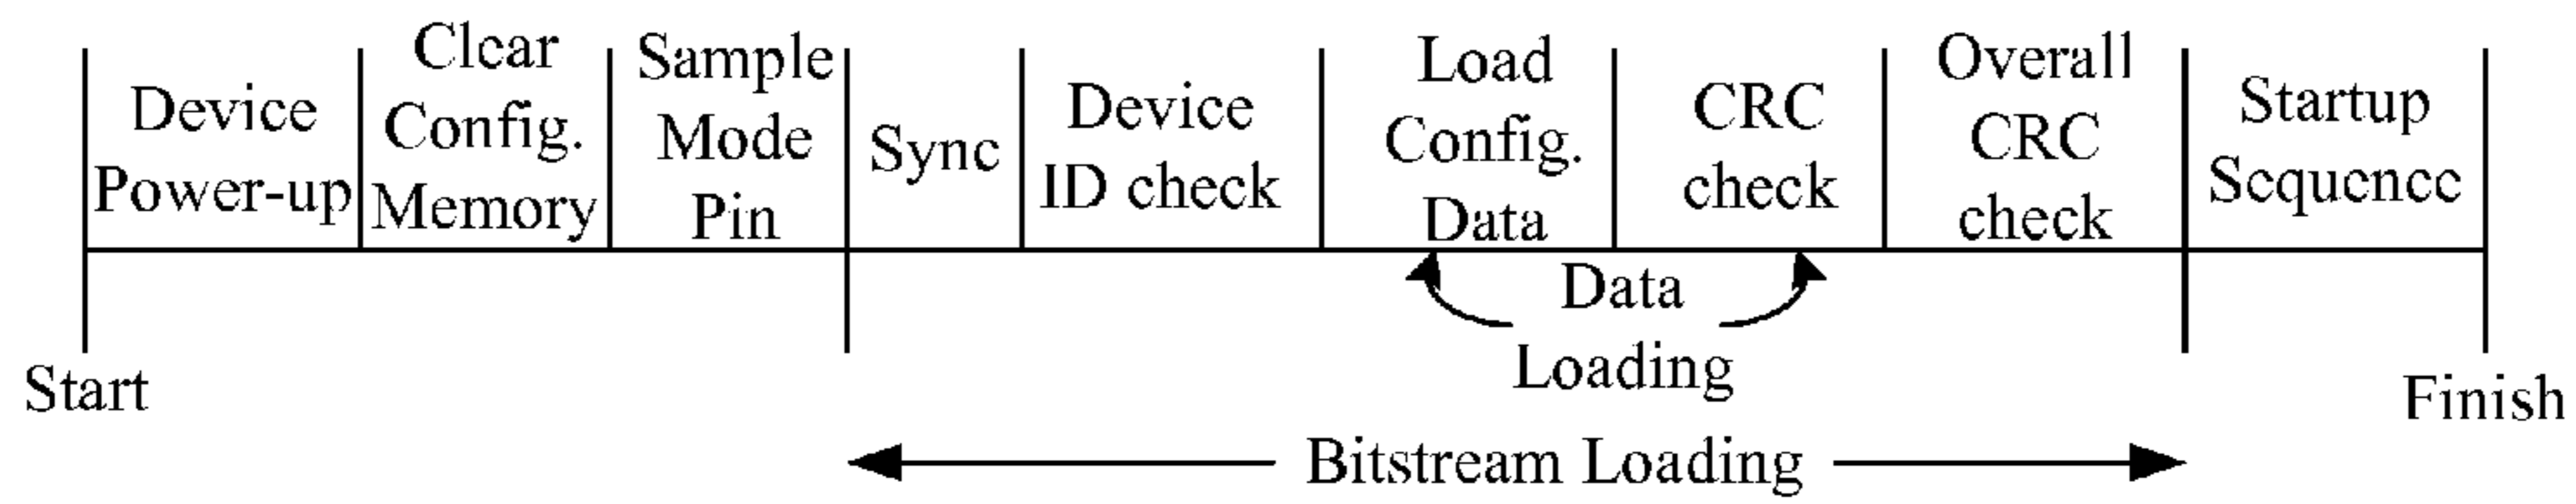 Device
Power-up
Clear
Config.
Memory
Sample
Mode
Pin
Sync
Device
ID check
Load
Config.
Data
CRC
check
Overall
CRC
check
Startup
Sequence
Data
Loading
Start
Finish
Bitstream Loading